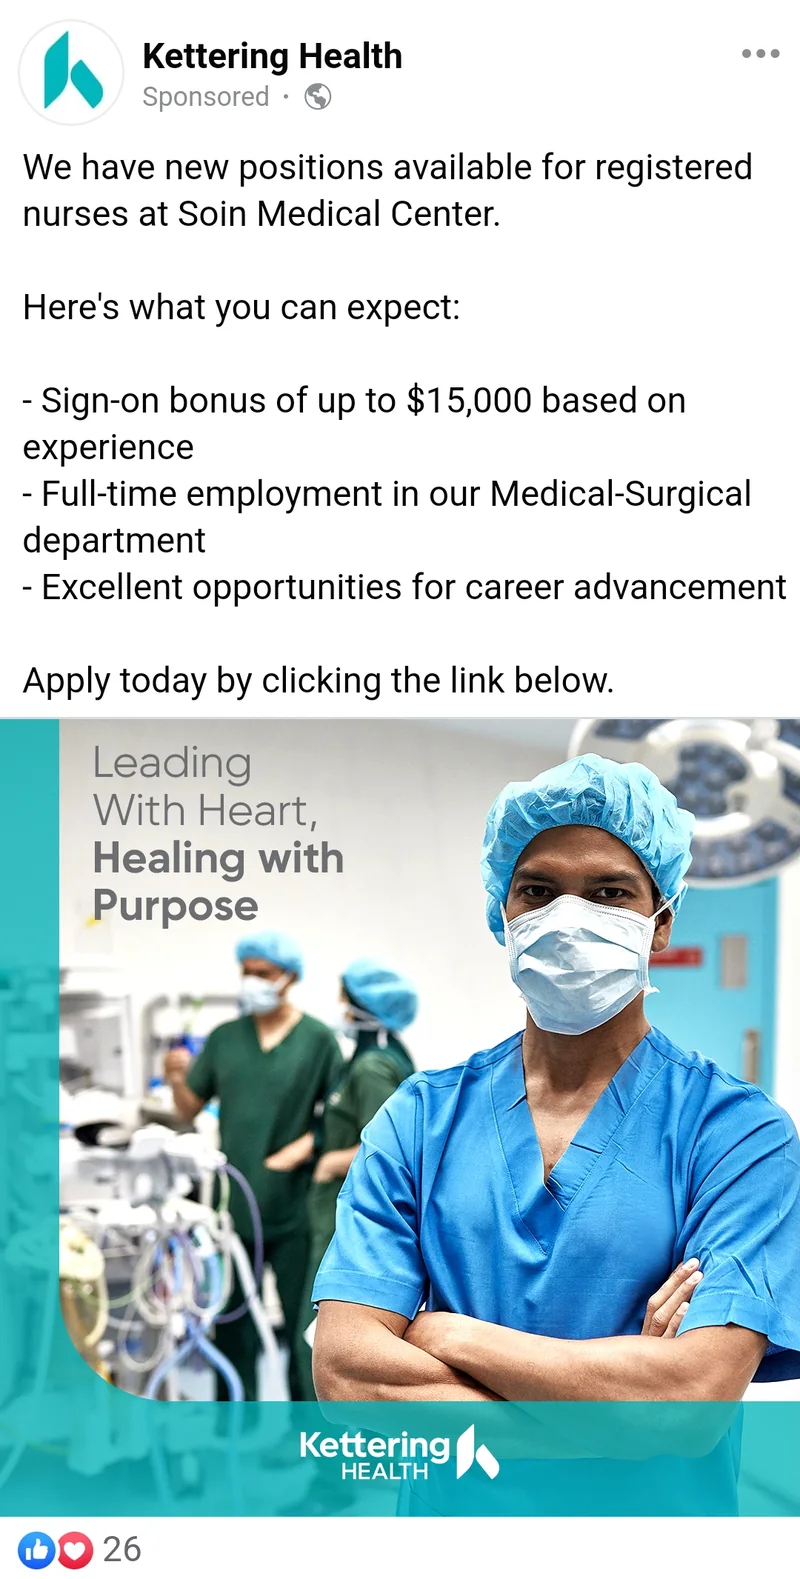 Kettering Health
Sponsored ·
We have new positions available for registered
nurses at Soin Medical Center.
Here's what you can expect:
- Sign-on bonus of up to $15,000 based on
experience
- Full-time employment in our Medical-Surgical
department
- Excellent opportunities for career advancement
Apply today by clicking the link below.
Leading
With Heart,
Healing with
Purpose
Kettering
HEALTH
26